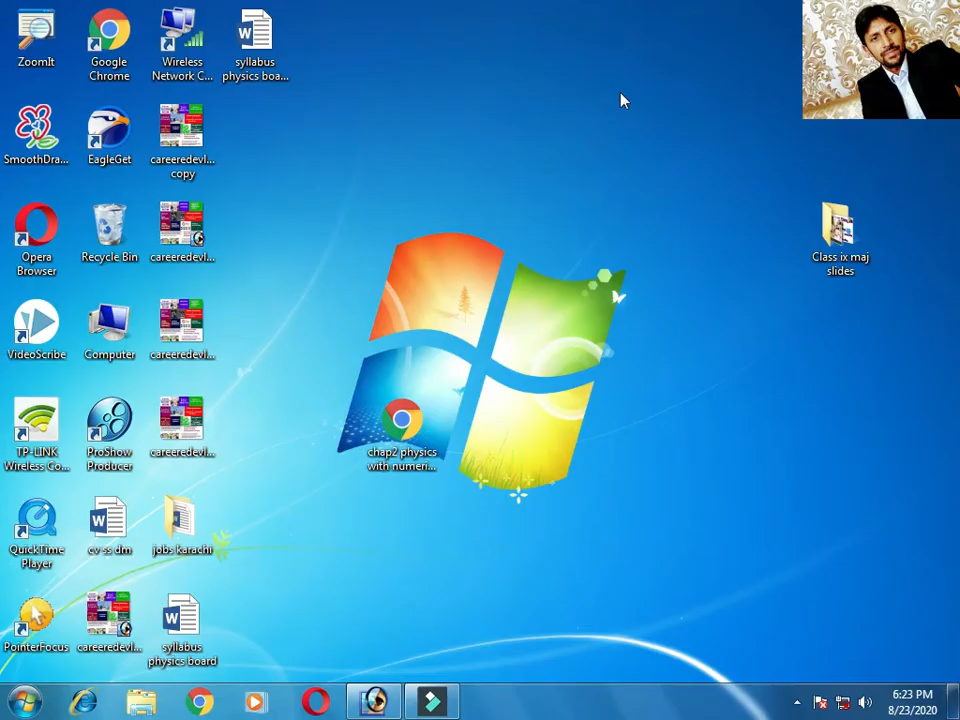 ZoomIt
Google
Chrome
Wireless
Network C...
syllabus
physics boa...
SmoothDra...
EagleGet
careeredevl...
copy
Opera
Browser
Recycle Bin
careeredevl...
Class ix maj
slides
VideoScribe
Computer
careeredevl...
TP-LINK
Wireless Co...
ProShow
Producer
careeredevl...
chap2 physics
with numeri...
QuickTime
Player
cv ss dm
jobs karachi
PointerFocus
careeredevl...
syllabus
physics board
6:23 PM
8/23/2020